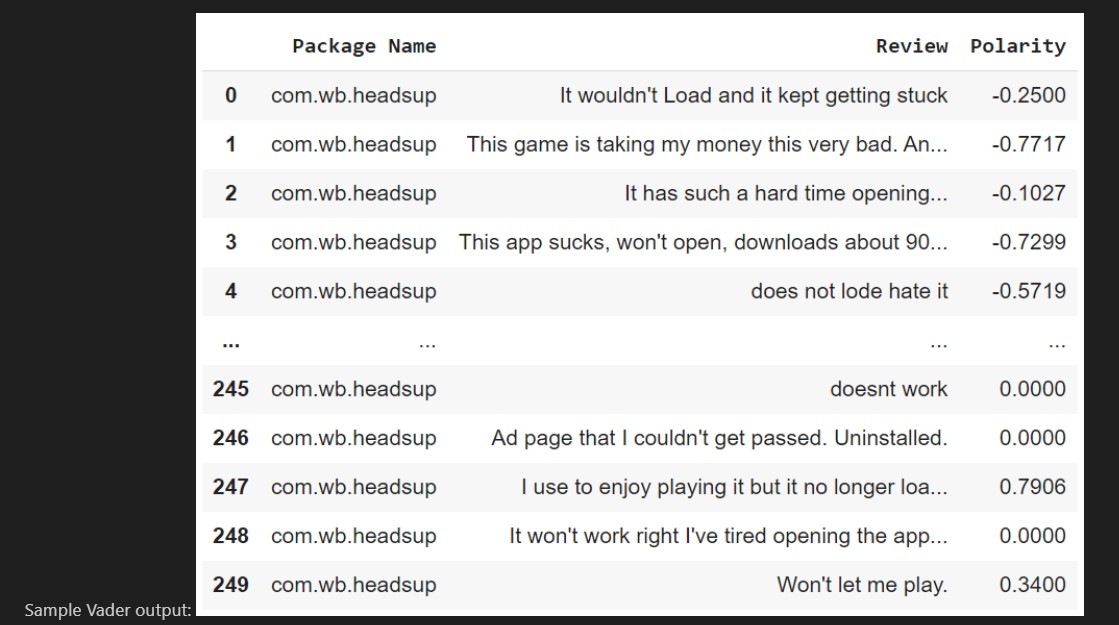 Package Name Review Polarity
0 com.wb.headsup It wouldn't Load and it kept getting stuck -0.2500
1 com.wb.headsup This game is taking my money this very bad. An... -0.7717
2 com.wb.headsup It has such a hard time opening... -0.1027
3 com.wb.headsup This app sucks, won't open, downloads about 90... -0.7299
4 com.wb.headsup does not lode hate it -0.5719
... ... ... ...
245 com.wb.headsup doesnt work 0.0000
246 com.wb.headsup Ad page that I couldn't get passed. Uninstalled. 0.0000
247 com.wb.headsup I use to enjoy playing it but it no longer loa... 0.7906
248 com.wb.headsup It won't work right I've tired opening the app... 0.0000
249 com.wb.headsup Won't let me play. 0.3400
Sample Vader output: